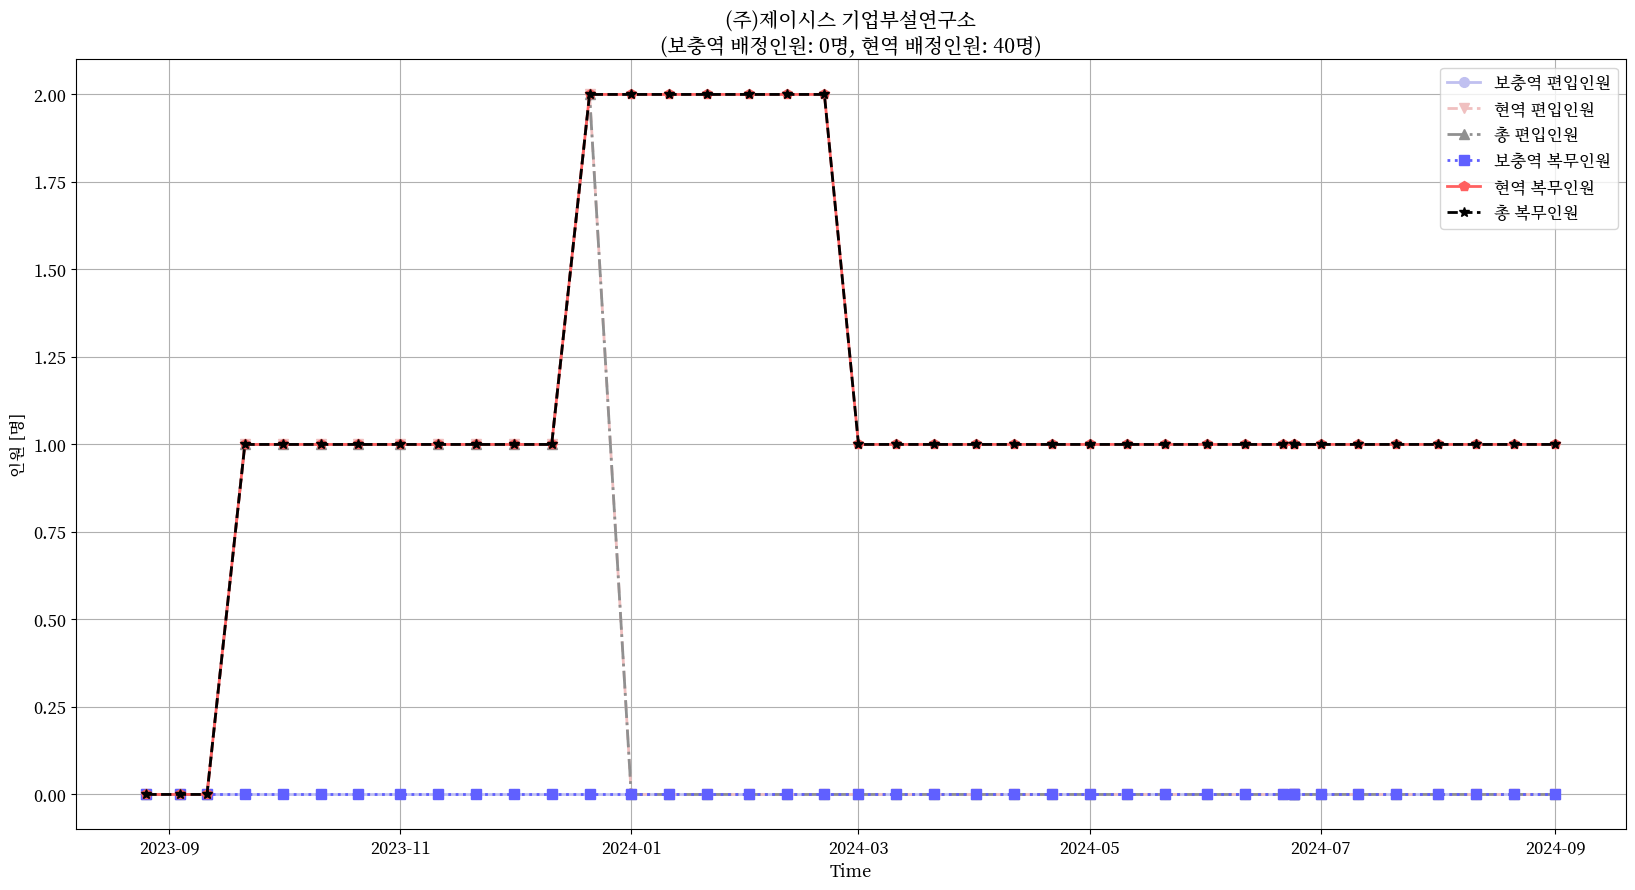 (주)제이시스 기업부설연구소
(보충역 배정인원: 0명, 현역 배정인원: 40명)
보충역 편입인원
현역 편입인원
총 편입인원
보충역 복무인원
현역 복무인원
총 복무인원
인원 [명]
2.00
1.75
1.50
1.25
1.00
0.75
0.50
0.25
0.00
2023-09 2023-11 2024-01 2024-03 2024-05 2024-07 2024-09
Time